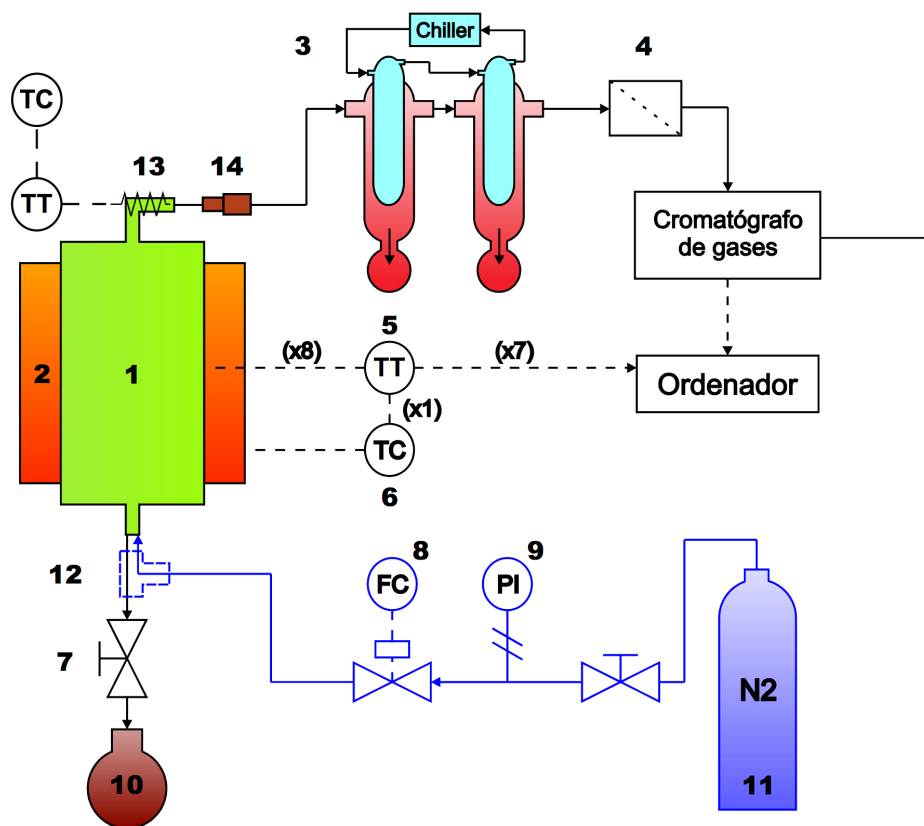 3
Chiller
4
TC
13
14
TT
Cromatógrafo
de gases
5
2
1
(x8)
TT
(x7)
Ordenador
(x1)
TC
6
12
8
9
FC
PI
7
N2
10
11